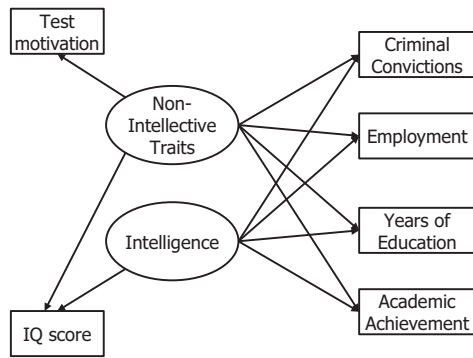 Test
motivation
Non-
Intellective
Traits
Intelligence
IQ score
Criminal
Convictions
Employment
Years of
Education
Academic
Achievement